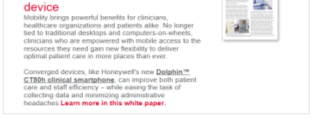 device
Mobility brings powerful benefits for clinicians,
healthcare organizations and patients alike. No longer
tied to traditional desktops and computers-on-wheels,
clinicians who are empowered with mobile access to the
resources they need gain new flexibility to deliver
optimal patient care in more places than ever.
Converged devices, like Honeywell's new Dolphin™
CT50h clinical smartphone, can improve both patient
care and staff efficiency – while easing the task of
collecting data and minimizing administrative
headaches.Learn more in this white paper.